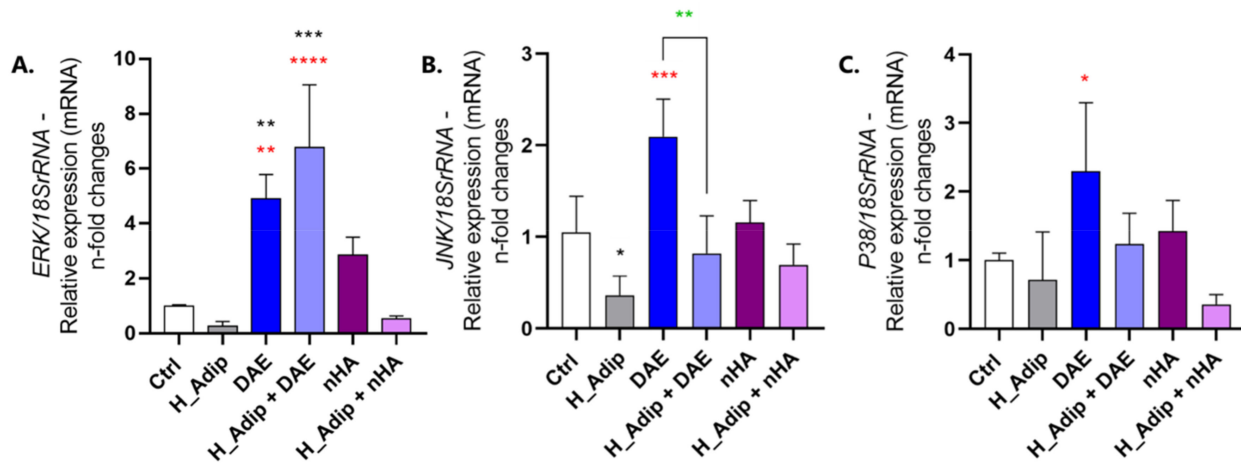 A.
ERK/18SrRNA -
Relative expression (mRNA)
n-fold changes
10
8
6
4
2
0
**
**
***
****
Ctrl
H_Adip
DAE
H_Adip + DAE
nHA
H_Adip + nHA
B.
JNK/18SrRNA -
Relative expression (mRNA)
n-fold changes
3
2
1
0
*
***
**
Ctrl
H_Adip
DAE
H_Adip + DAE
nHA
H_Adip + nHA
C.
P38/18SrRNA -
Relative expression (mRNA)
n-fold changes
4
3
2
1
0
*
Ctrl
H_Adip
DAE
H_Adip + DAE
nHA
H_Adip + nHA